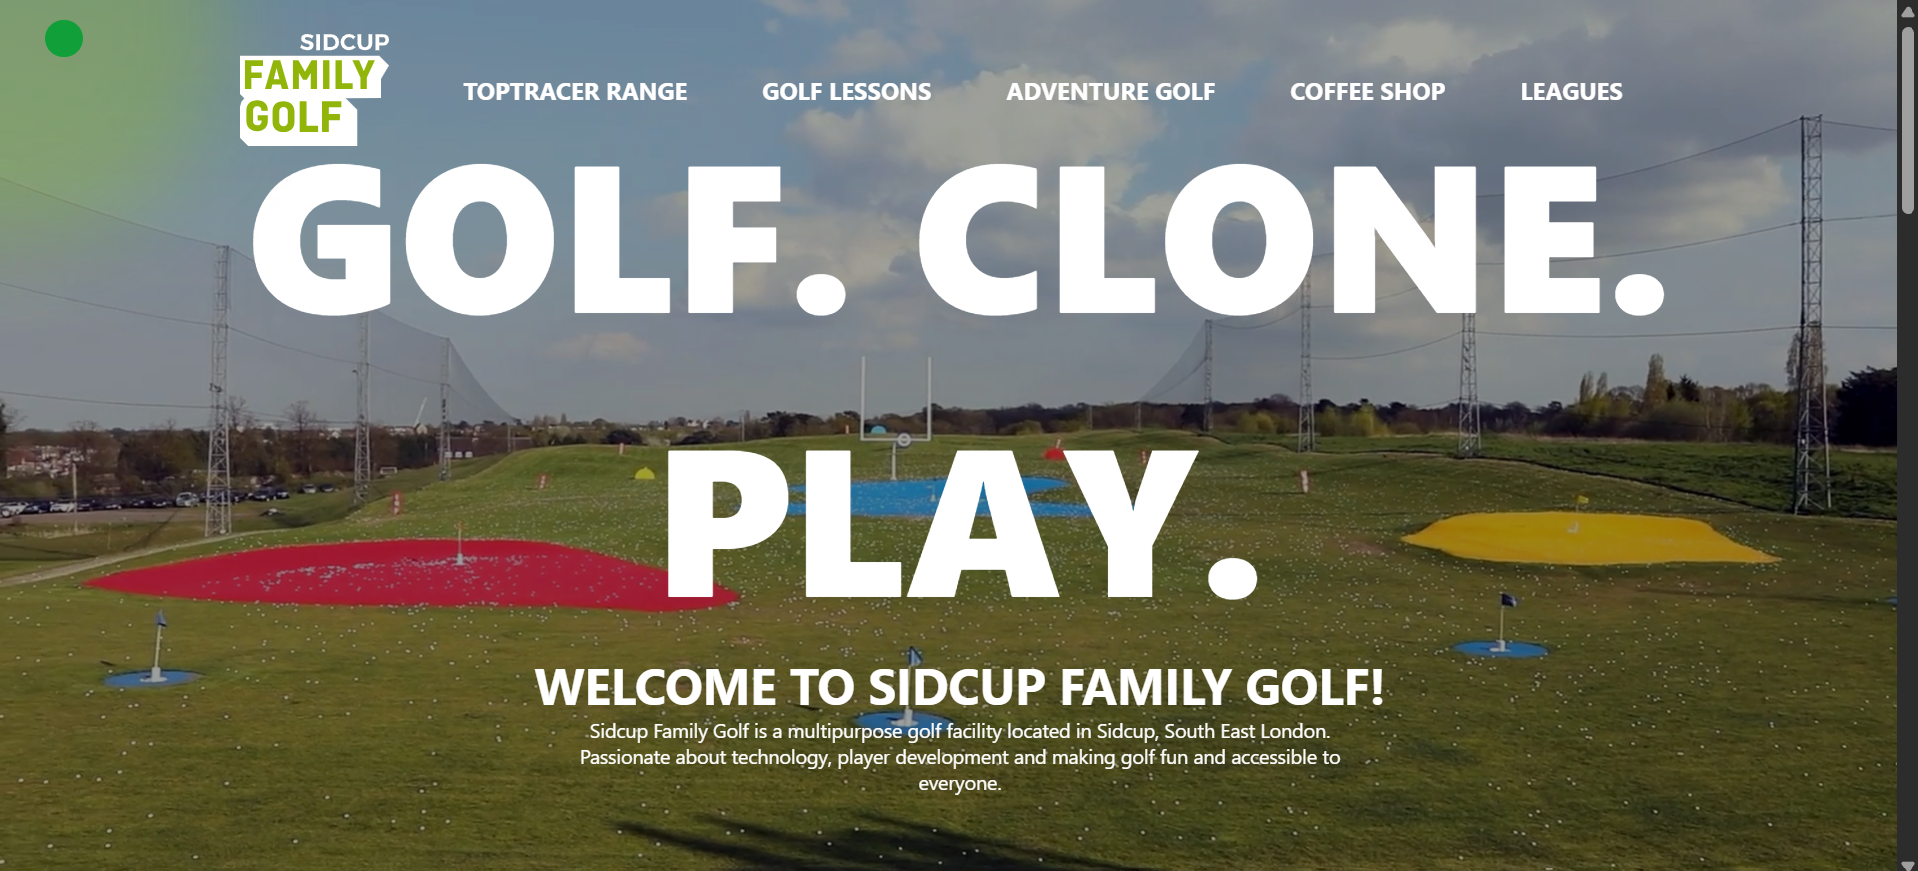 SIDCUP
FAMILY
GOLF
TOPTRACER RANGE GOLF LESSONS ADVENTURE GOLF COFFEE SHOP LEAGUES
GOLF. CLONE.
PLAY.
WELCOME TO SIDCUP FAMILY GOLF!
Sidcup Family Golf is a multipurpose golf facility located in Sidcup, South East London.
Passionate about technology, player development and making golf fun and accessible to
everyone.